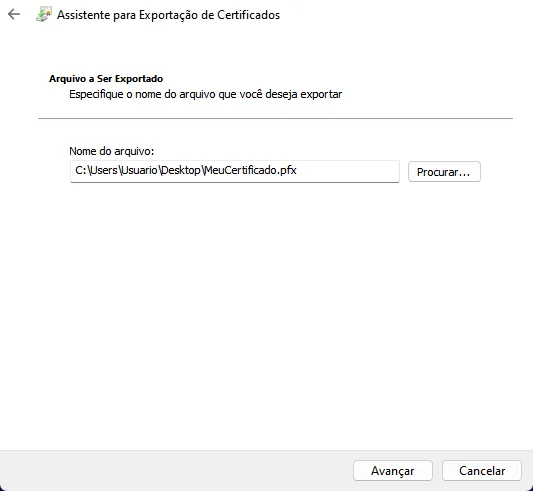 Assistente para Exportação de Certificados
Arquivo a Ser Exportado
Especifique o nome do arquivo que você deseja exportar
Nome do arquivo:
C:\Users\Usuario\Desktop\MeuCertificado.pfx
Procurar...
Avançar
Cancelar